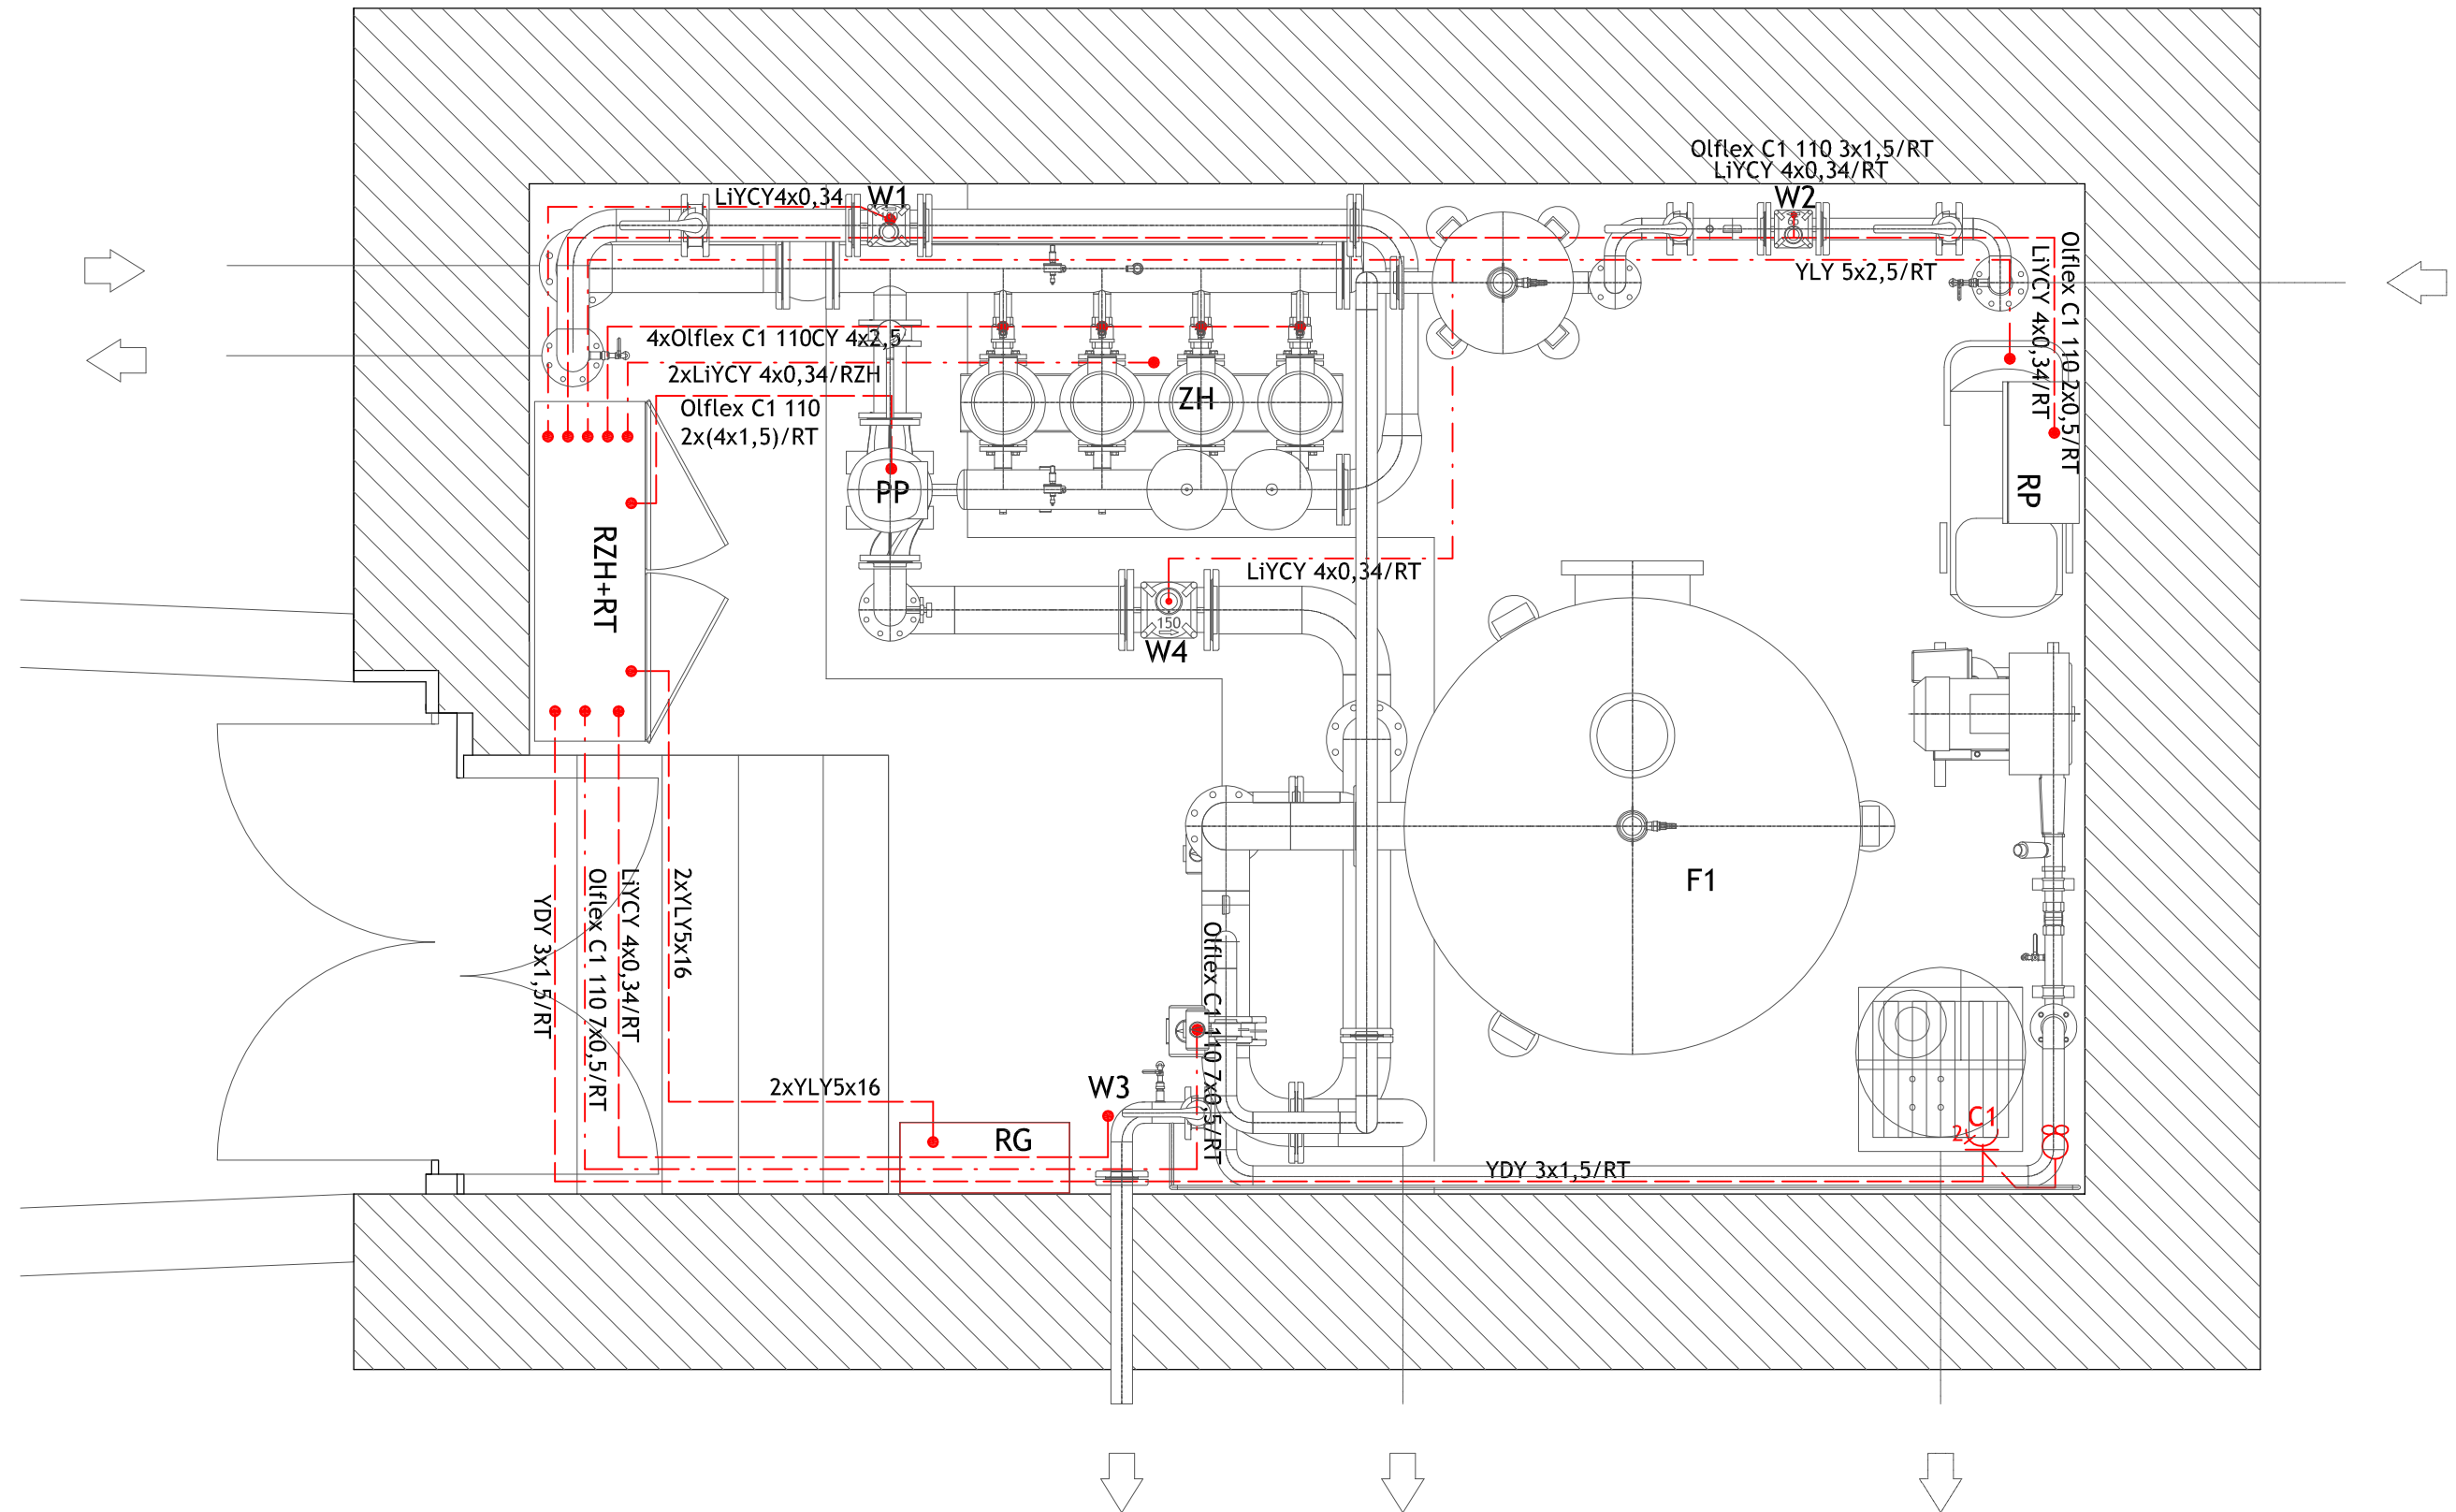 Olflex C1 110 3x1,5/RT
LiYCY 4x0,34/RT
LiYCY4x0,34
W1
W2
YLY 5x2,5/RT
Olflex C1 110 2x0,5/RT
LiYCY 4x0,34/RT
4xOlflex C1 110CY 4x2,5
2xLiYCY 4x0,34/RZH
Olflex C1 110
2x(4x1,5)/RT
ZH
PP
RP
RZH+RT
LiYCY 4x0,34/RT
150
W4
F1
YDY 3x1,5/RT
Olflex C1 110 7x0,5/RT
LiYCY 4x0,34/RT
2xYLY5x16
Olflex C1 110 7x0,5/RT
2xYLY5x16
W3
RG
C1
2x
8
YDY 3x1,5/RT